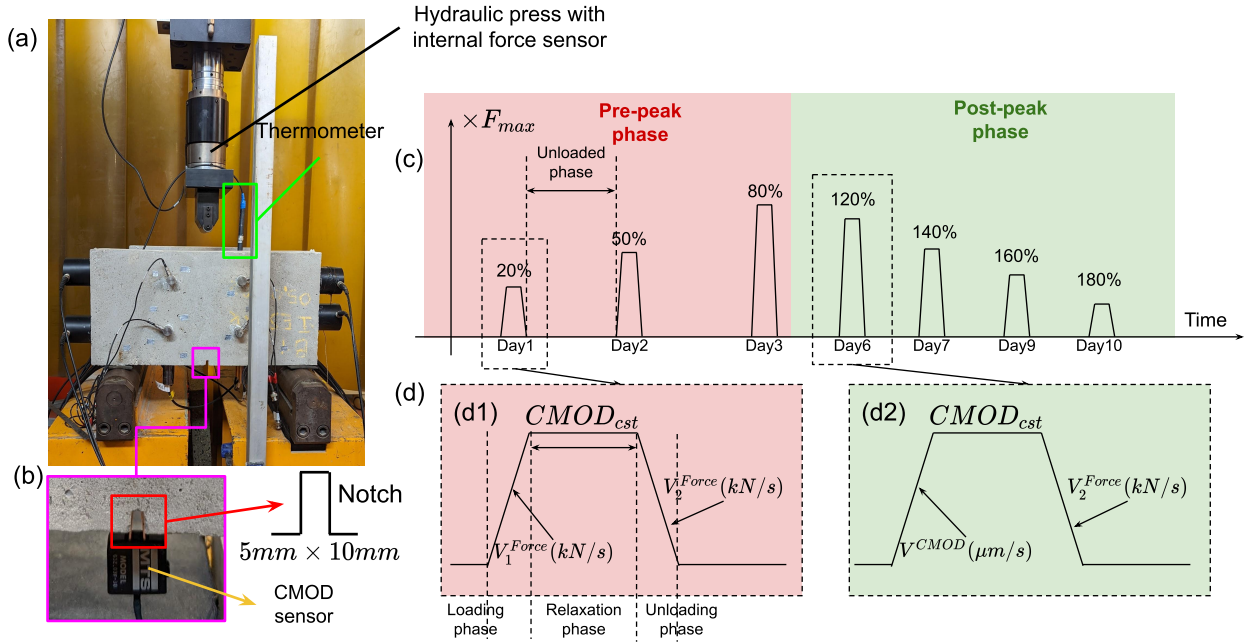 (a)
Hydraulic press with
internal force sensor
Thermometer
(b)
Notch
5mm × 10mm
MTS
MODEL
CMOD
sensor
(c)
× F_max
Pre-peak
phase
Post-peak
phase
Unloaded
phase
20%
50%
80%
120%
140%
160%
180%
Time
Day1
Day2
Day3
Day6
Day7
Day9
Day10
(d)
(d1)
CMOD_cst
V_1^Force(kN/s)
V_2^Force(kN/s)
Loading
phase
Relaxation
phase
Unloading
phase
(d2)
CMOD_cst
V^CMOD(μm/s)
V_2^Force(kN/s)